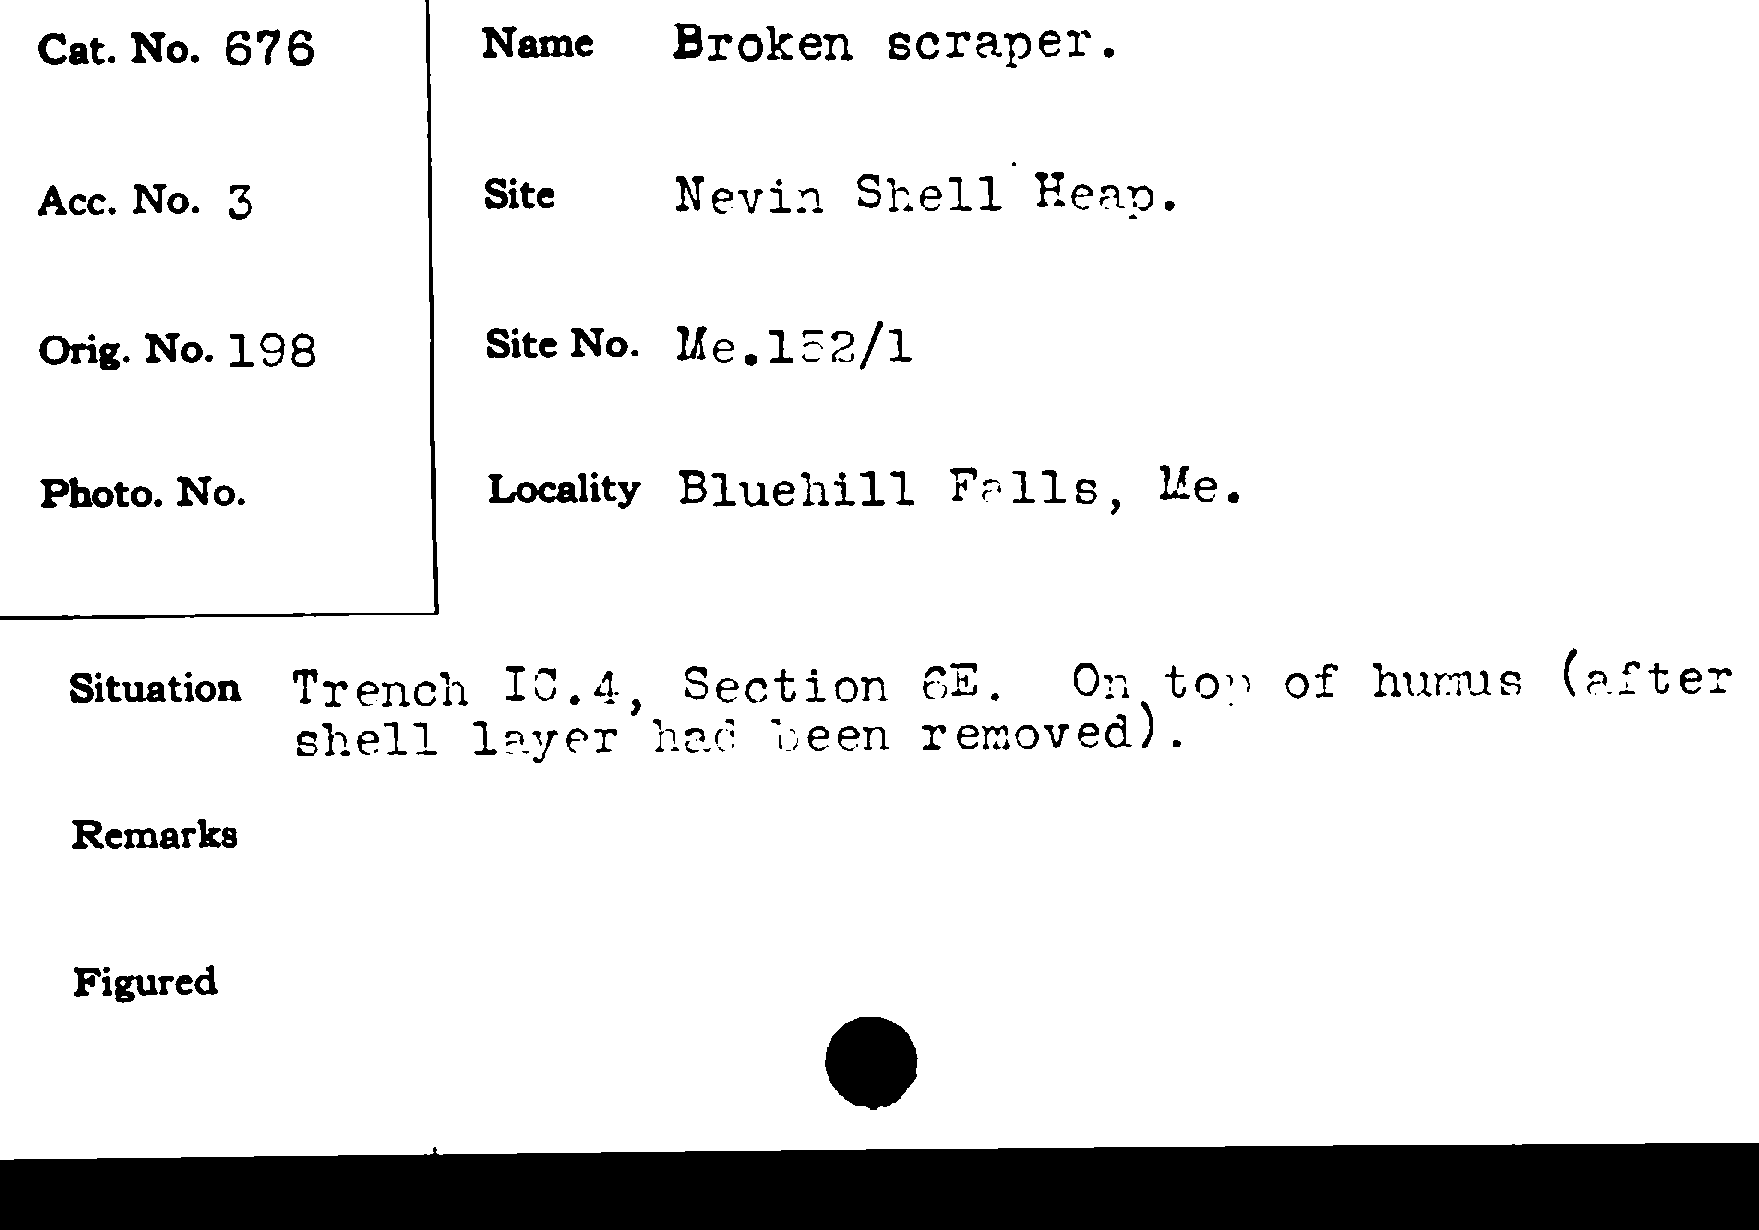 Cat. No. 676
Name Broken scraper.
Acc. No. 3
Site Nevin Shell Heap.
Orig. No. 198
Site No. Me.152/1
Photo. No.
Locality Bluehill Falls, Me.
Situation Trench IC.4, Section 6E. On top of humus (after
shell layer had been removed).
Remarks
Figured